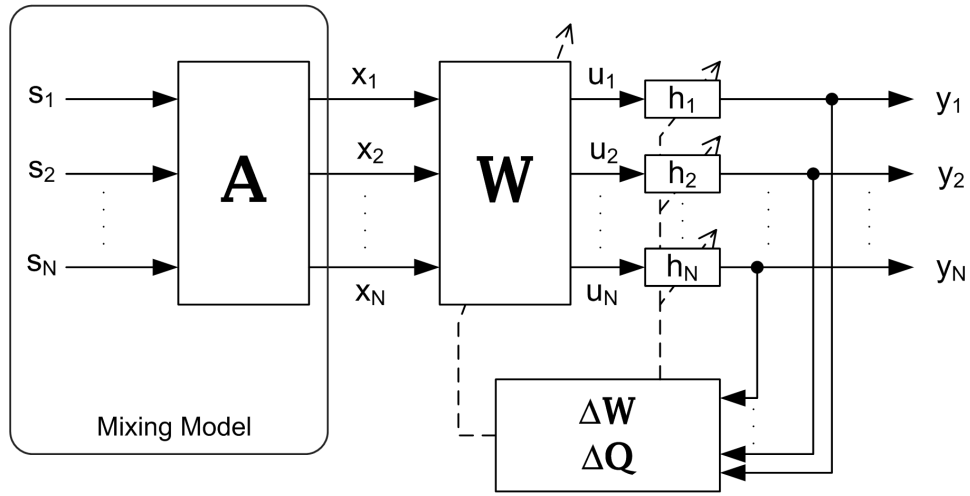 s1 x1 u1 h1 y1
s2 A x2 W u2 h2 y2
sN xN uN hN yN
ΔW
Mixing Model
ΔQ